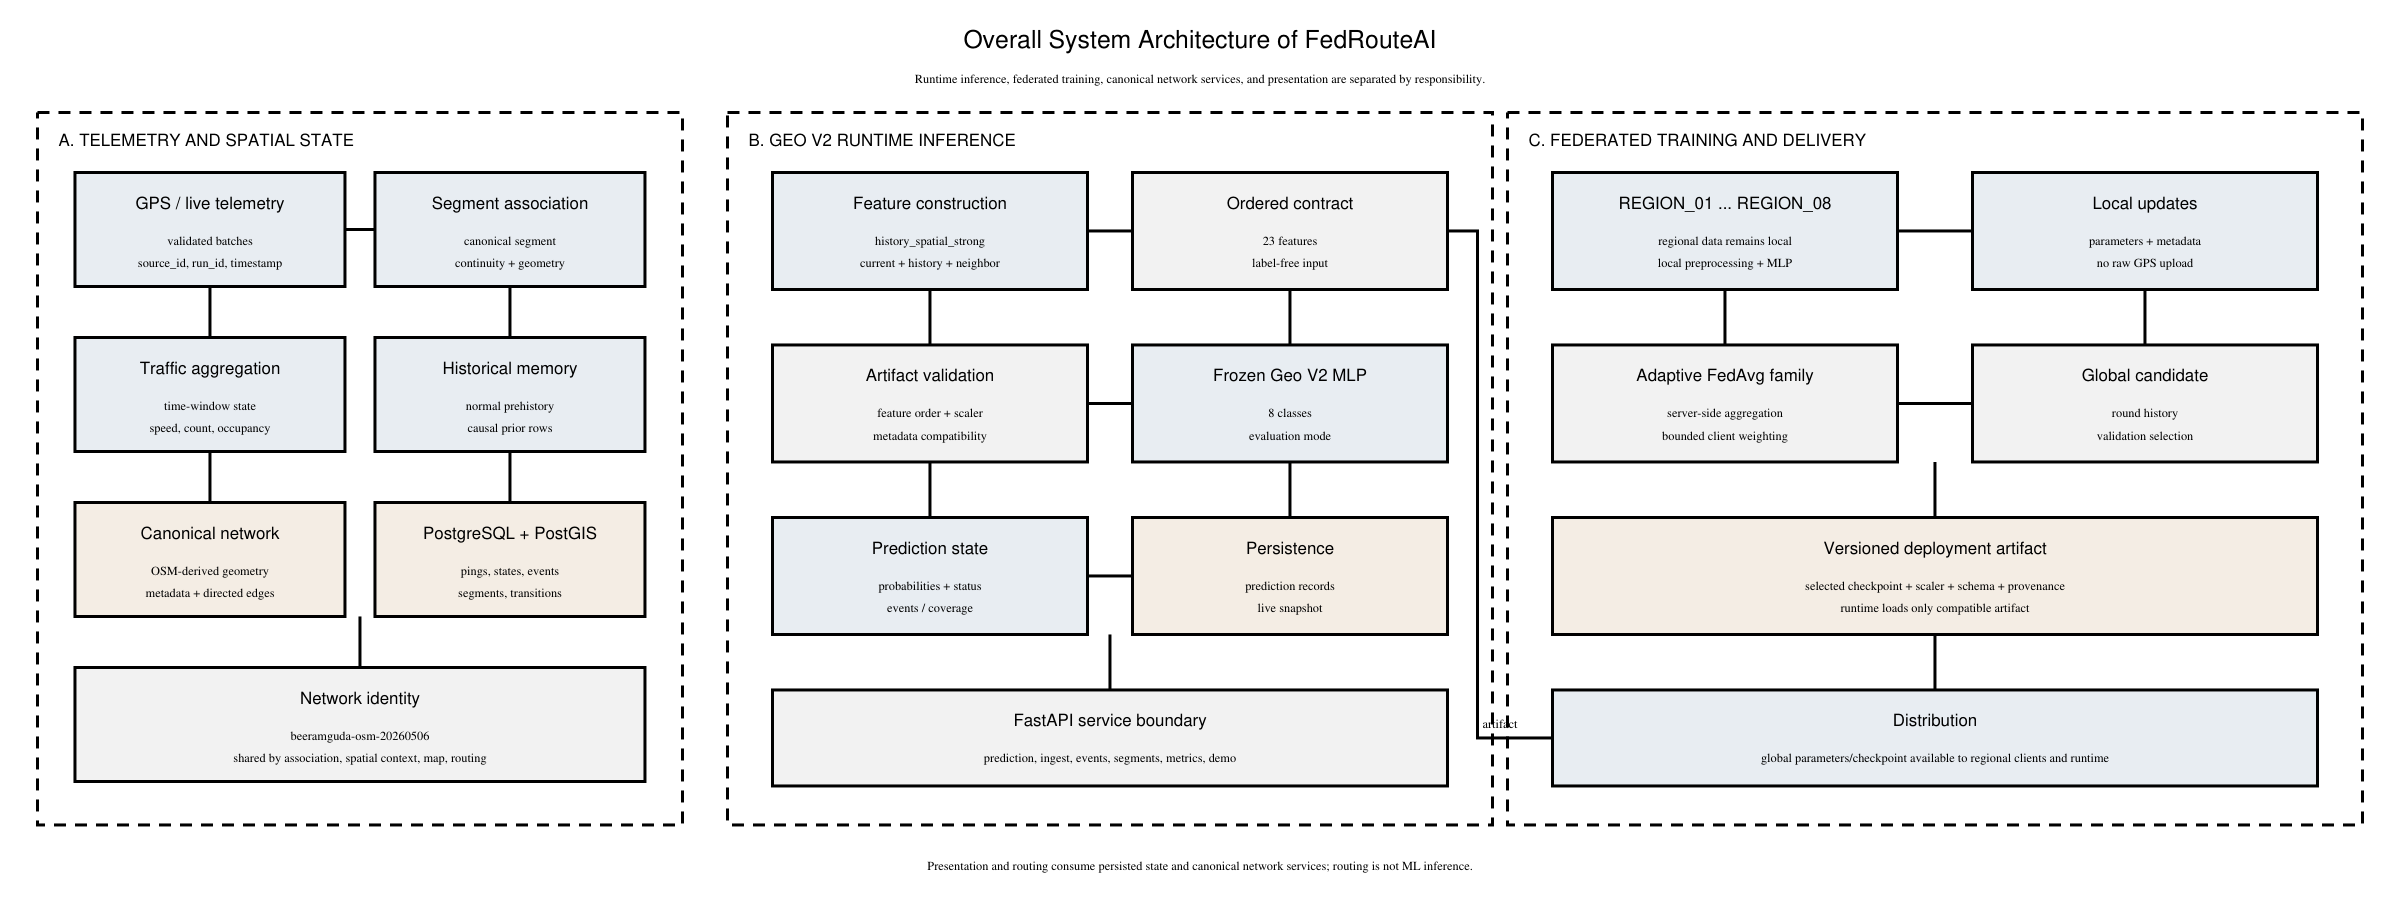 Overall System Architecture of FedRouteAI
Runtime inference, federated training, canonical network services, and presentation are separated by responsibility.
A. TELEMETRY AND SPATIAL STATE
GPS / live telemetry
validated batches
source_id, run_id, timestamp
Segment association
canonical segment
continuity + geometry
Traffic aggregation
time-window state
speed, count, occupancy
Historical memory
normal prehistory
causal prior rows
Canonical network
OSM-derived geometry
metadata + directed edges
PostgreSQL + PostGIS
pings, states, events
segments, transitions
Network identity
beeramguda-osm-20260506
shared by association, spatial context, map, routing
B. GEO V2 RUNTIME INFERENCE
Feature construction
history_spatial_strong
current + history + neighbor
Ordered contract
23 features
label-free input
Artifact validation
feature order + scaler
metadata compatibility
Frozen Geo V2 MLP
8 classes
evaluation mode
Prediction state
probabilities + status
events / coverage
Persistence
prediction records
live snapshot
FastAPI service boundary
prediction, ingest, events, segments, metrics, demo
artifact
C. FEDERATED TRAINING AND DELIVERY
REGION_01 ... REGION_08
regional data remains local
local preprocessing + MLP
Local updates
parameters + metadata
no raw GPS upload
Adaptive FedAvg family
server-side aggregation
bounded client weighting
Global candidate
round history
validation selection
Versioned deployment artifact
selected checkpoint + scaler + schema + provenance
runtime loads only compatible artifact
Distribution
global parameters/checkpoint available to regional clients and runtime
Presentation and routing consume persisted state and canonical network services; routing is not ML inference.